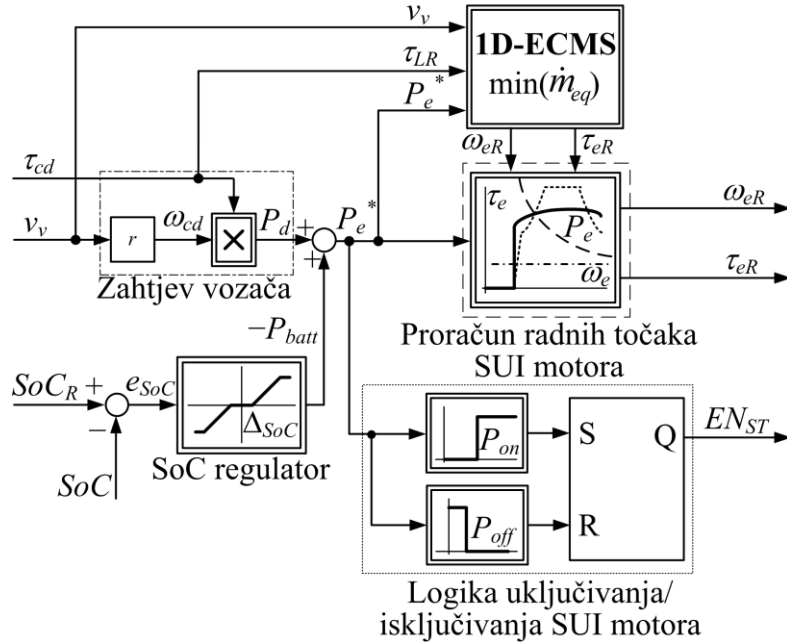 v_v
1D-ECMS
min(ṁ_eq)
τ_LR
P_e*
ω_eR τ_eR
τ_cd
v_v
r
ω_cd
×
P_d
+
+
P_e*
τ_e
P_e
ω_e
ω_eR
τ_eR
Zahtjev vozača
−P_batt
Proračun radnih točaka
SUI motora
SoC_R +
−
e_SoC
Δ_SoC
SoC
SoC regulator
P_on
S
Q
EN_ST
P_off
R
Logika uključivanja/
isključivanja SUI motora